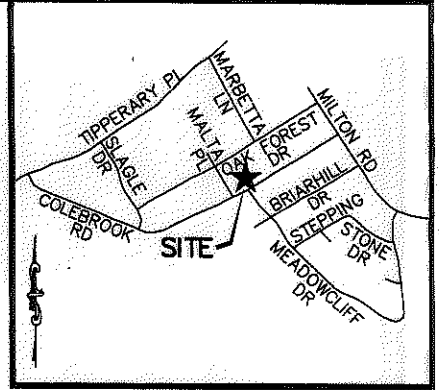 TIPPERARY PL
MARBETTA LN
MILTON RD
SLAGLE DR
MALTA PL
OAK FOREST DR
COLEBROOK RD
BRIARHILL DR
STEPPING STONE DR
SITE
MEADOWCLIFF DR